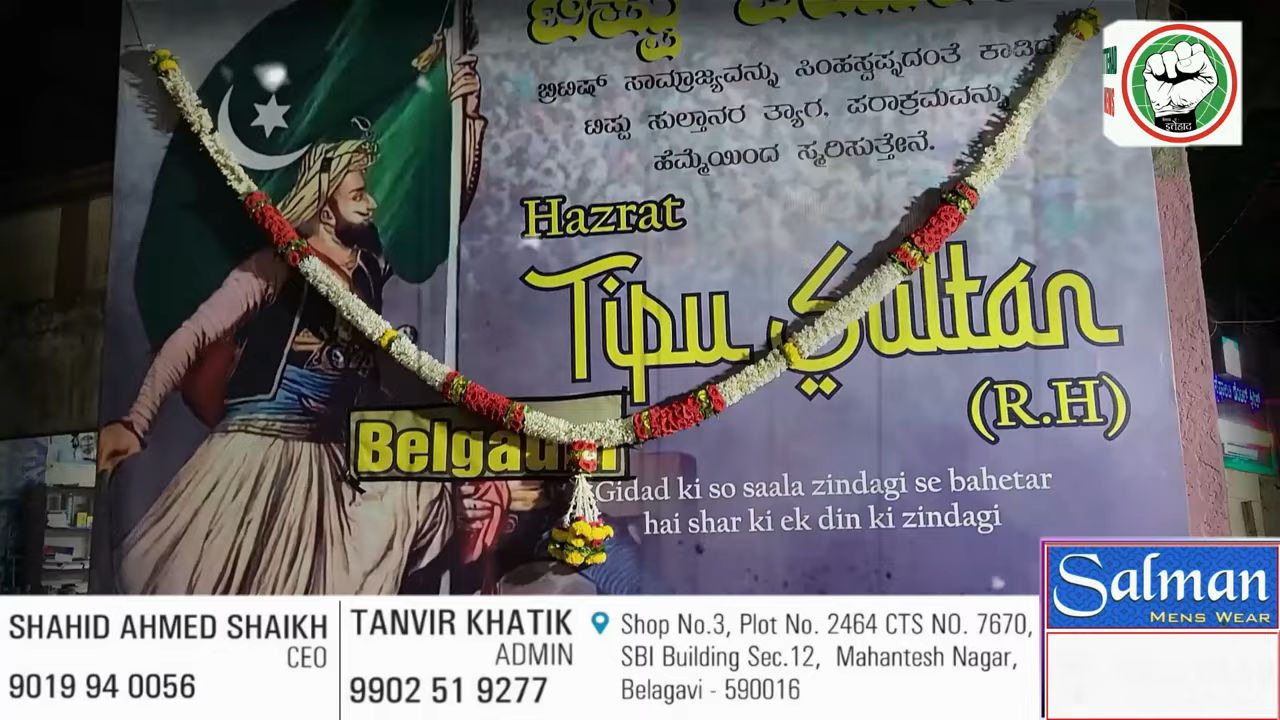 ಬ್ರಿಟಿಷ್ ಸಾಮ್ರಾಜ್ಯವನ್ನು ಸಿಂಹಸ್ವಪ್ನದಂತೆ ಕಾಡಿದ
ಟಿಪ್ಪು ಸುಲ್ತಾನರ ತ್ಯಾಗ, ಪರಾಕ್ರಮವನ್ನು
ಹೆಮ್ಮೆಯಿಂದ ಸ್ಮರಿಸುತ್ತೇನೆ.
Hazrat
Tipu Sultan
(R.H)
Belgaum
Gidad ki so saala zindagi se bahetar
hai shar ki ek din ki zindagi
इत्तेहाद
NEWS
SHAHID AHMED SHAIKH
CEO
9019 94 0056
TANVIR KHATIK
ADMIN
9902 51 9277
Shop No.3, Plot No. 2464 CTS NO. 7670,
SBI Building Sec.12, Mahantesh Nagar,
Belagavi - 590016
Salman
MENS WEAR